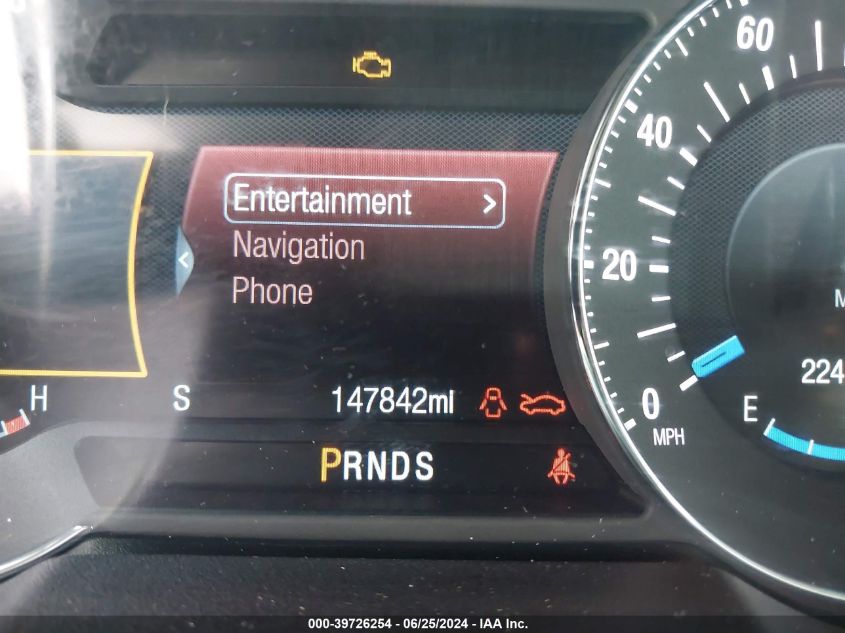 60
40
20
0
MPH
Entertainment >
<
Navigation
Phone
H
S
147842mi
E
224
PRNDS
000-39726254 - 06/25/2024 - IAA, Inc.